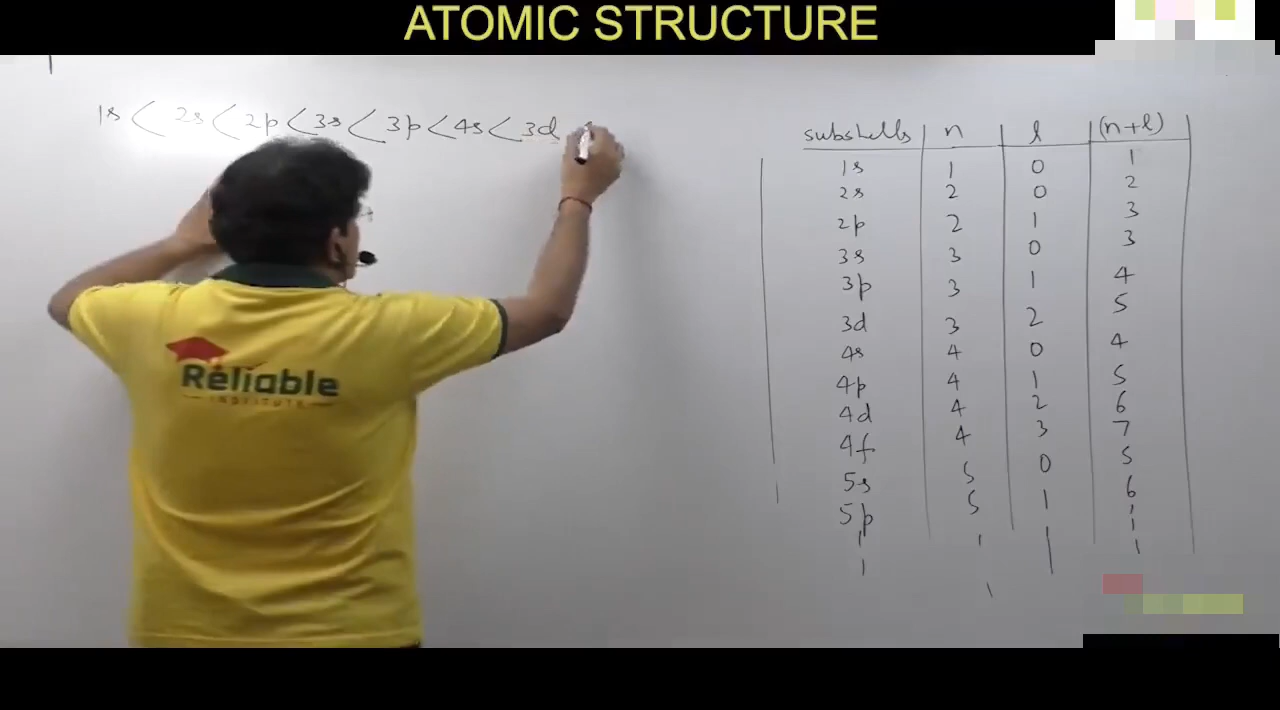 ATOMIC STRUCTURE
1s < 2s < 2p < 3s < 3p < 4s < 3d
subshells n l (n+l)
1s 1 0 1
2s 2 0 2
2p 2 1 3
3s 3 0 3
3p 3 1 4
3d 3 2 5
4s 4 0 4
4p 4 1 5
4d 4 2 6
4f 4 3 7
5s 5 0 5
5p 5 1 6
Reliable
INSTITUTE